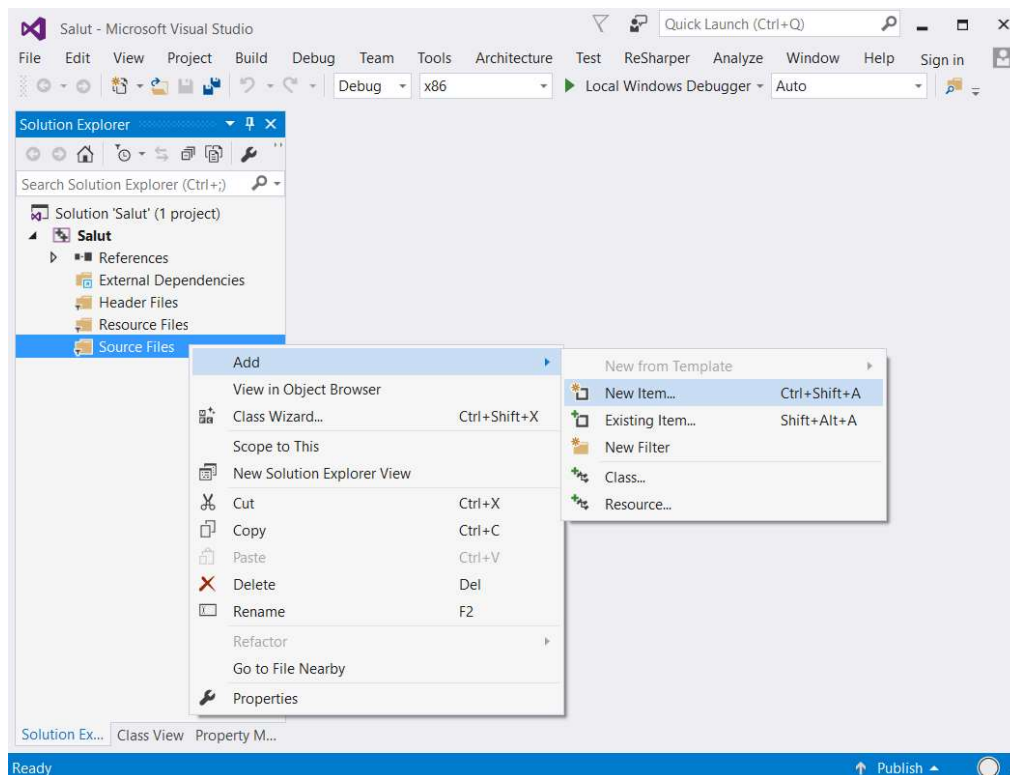 Salut - Microsoft Visual Studio
Quick Launch (Ctrl+Q)
File Edit View Project Build Debug Team Tools Architecture Test ReSharper Analyze Window Help Sign in
Debug x86 Local Windows Debugger Auto
Solution Explorer
Search Solution Explorer (Ctrl+;)
Solution 'Salut' (1 project)
Salut
References
External Dependencies
Header Files
Resource Files
Source Files
Add
View in Object Browser
Class Wizard... Ctrl+Shift+X
Scope to This
New Solution Explorer View
Cut Ctrl+X
Copy Ctrl+C
Paste Ctrl+V
Delete Del
Rename F2
Refactor
Go to File Nearby
Properties
New from Template
New Item... Ctrl+Shift+A
Existing Item... Shift+Alt+A
New Filter
Class...
Resource...
Solution Ex... Class View Property M...
Ready Publish